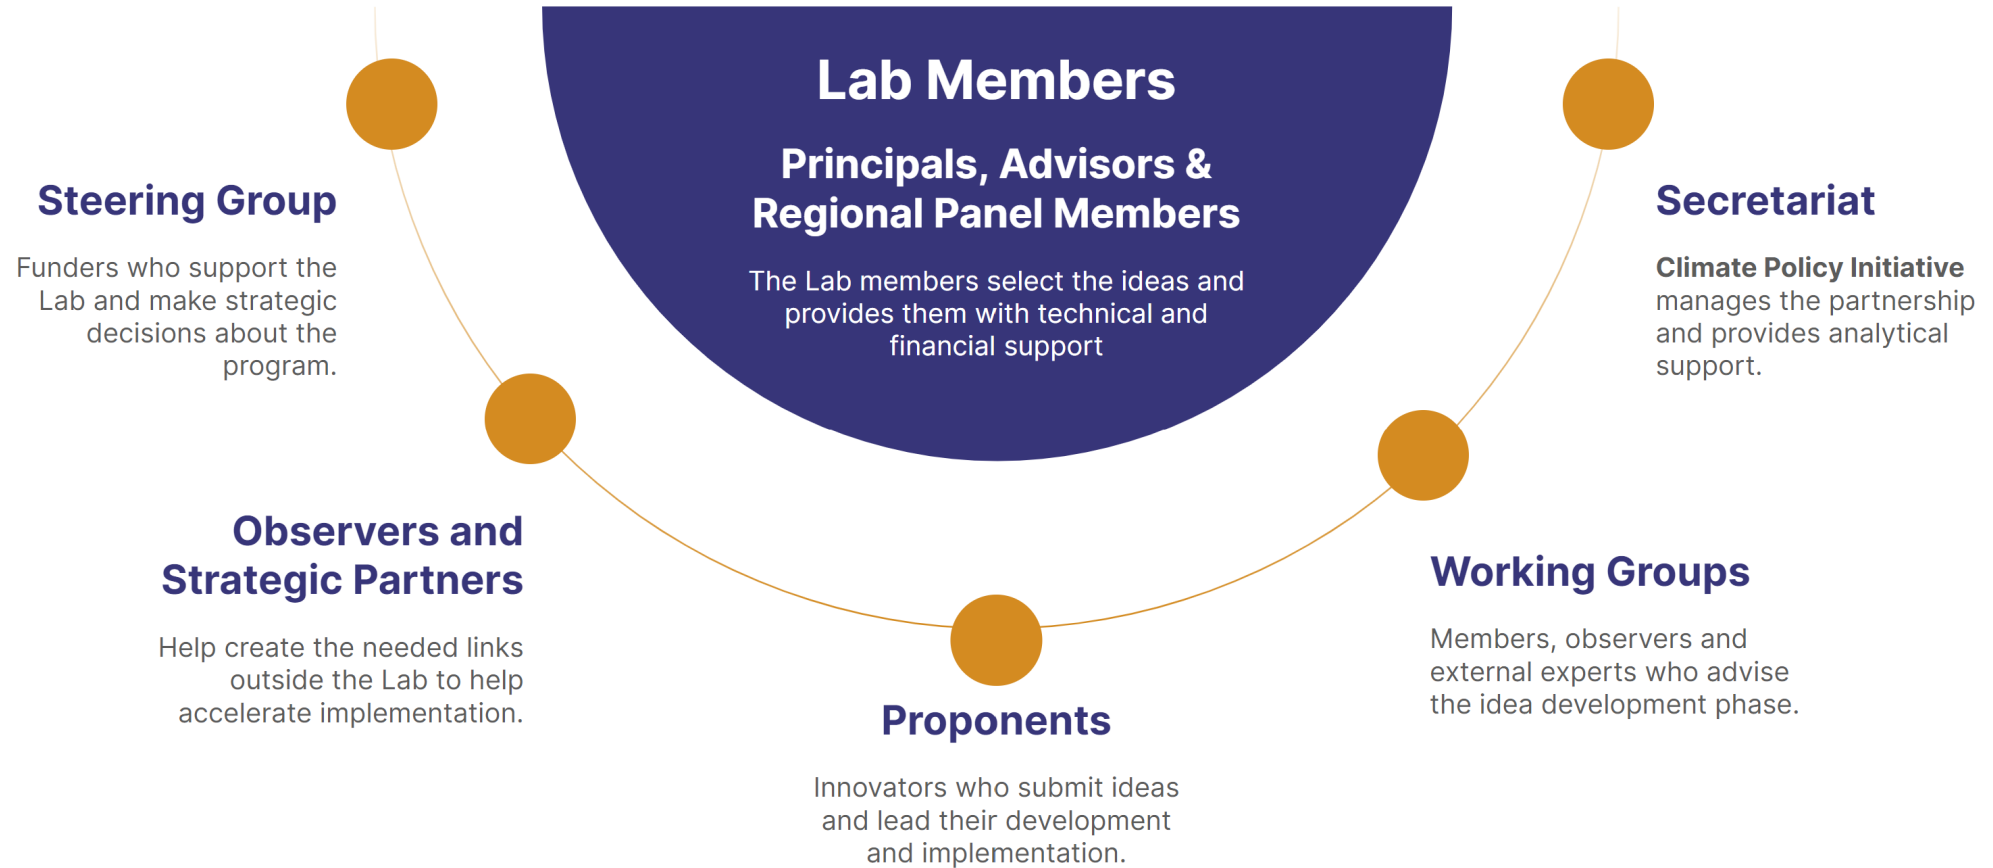 Lab Members
Principals, Advisors &
Regional Panel Members
The Lab members select the ideas and
provides them with technical and
financial support
Steering Group
Funders who support the
Lab and make strategic
decisions about the
program.
Observers and
Strategic Partners
Help create the needed links
outside the Lab to help
accelerate implementation.
Proponents
Innovators who submit ideas
and lead their development
and implementation.
Working Groups
Members, observers and
external experts who advise
the idea development phase.
Secretariat
Climate Policy Initiative
manages the partnership
and provides analytical
support.